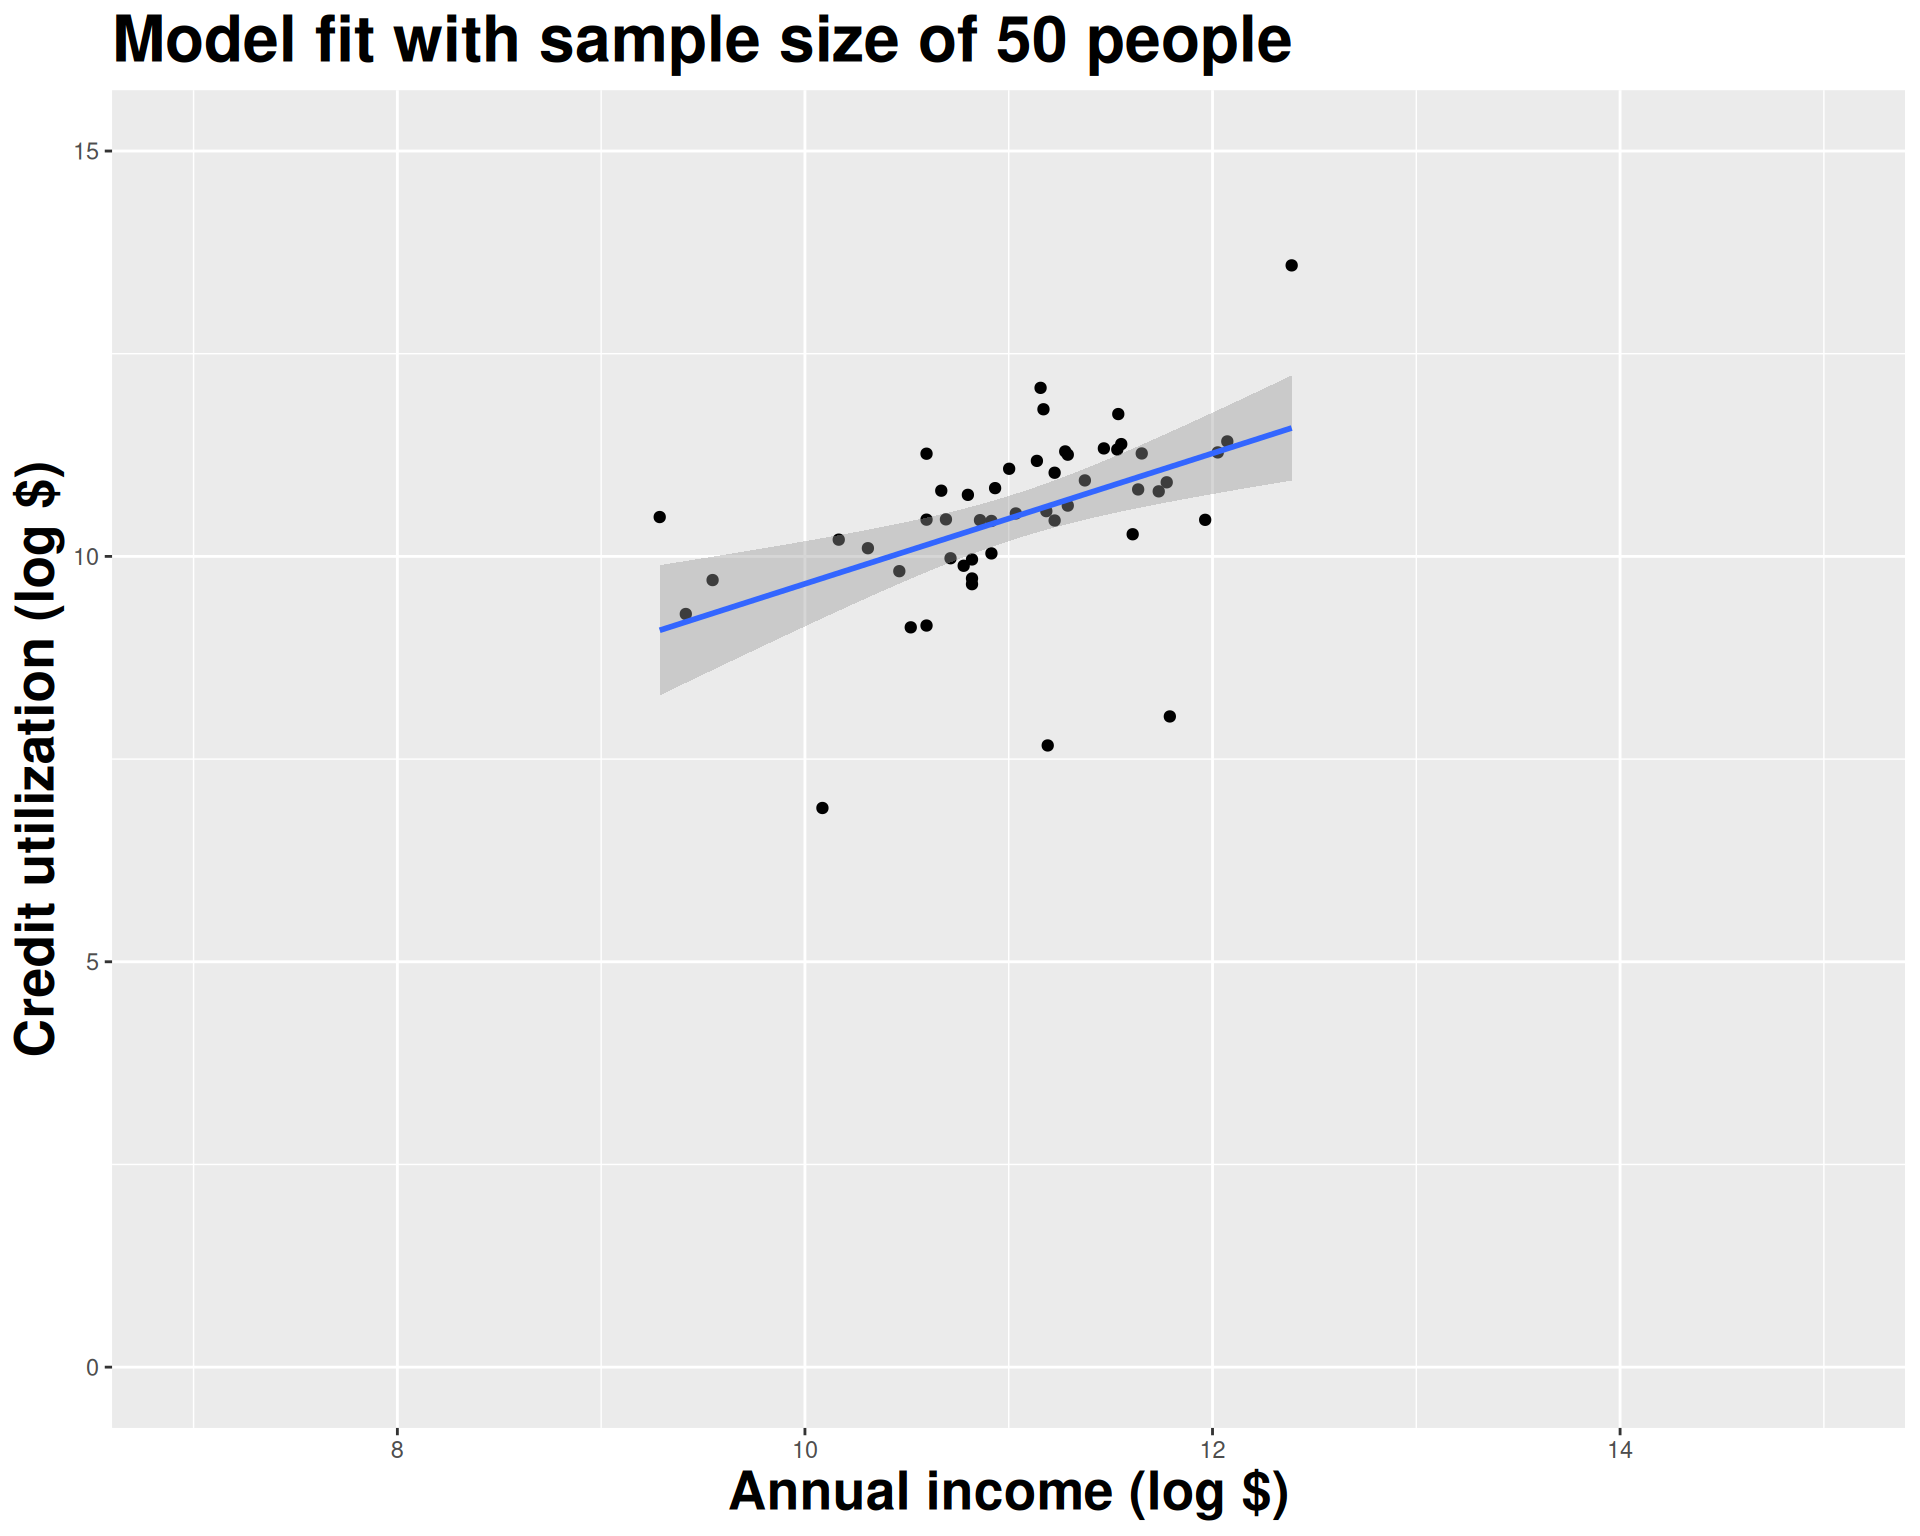 Model fit with sample size of 50 people
Credit utilization (log $)
15
10
5
0
8
10
12
14
Annual income (log $)